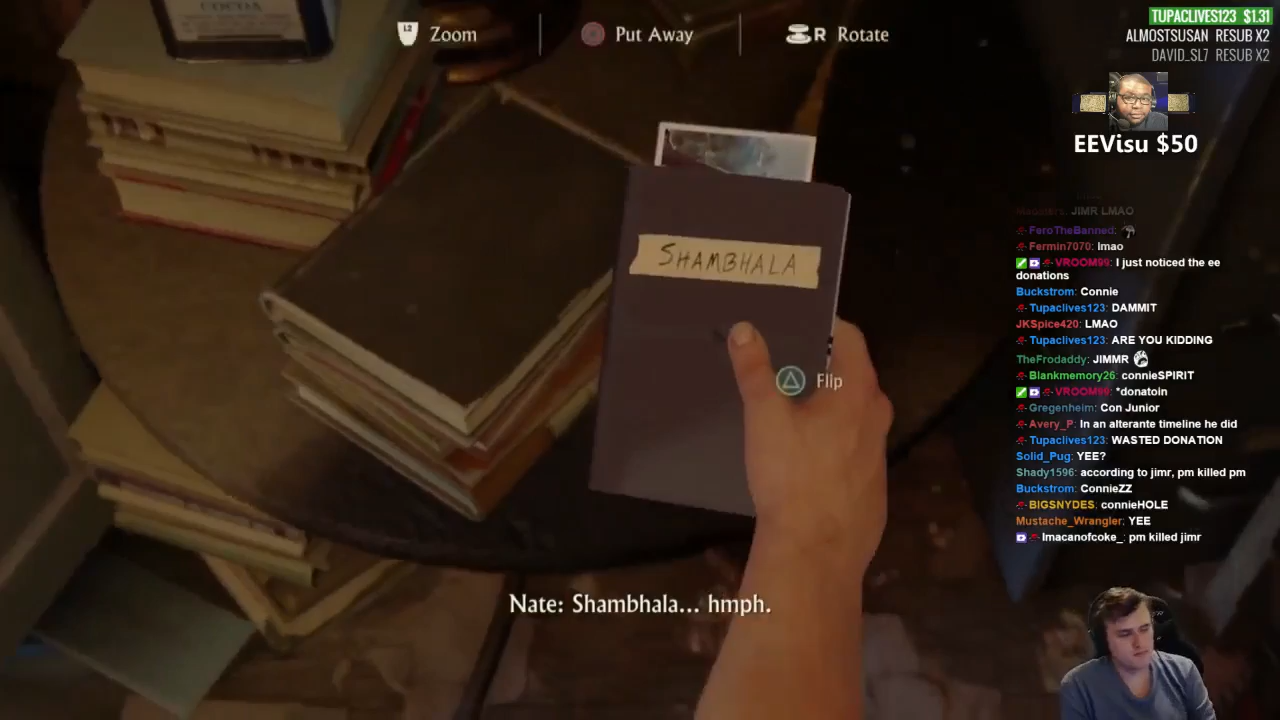 COCOA
L2 Zoom
Put Away
R Rotate
TUPACLIVES123 $1.31
ALMOSTSUSAN RESUB X2
DAVID_SL7 RESUB X2
EEVisu $50
SHAMBHALA
Flip
JIMR LMAO
FeroTheBanned:
Fermin7070: lmao
VROOM99: I just noticed the ee
donations
Buckstrom: Connie
Tupaclives123: DAMMIT
JKSpice420: LMAO
Tupaclives123: ARE YOU KIDDING
TheFrodaddy: JIMMR
Blankmemory26: connieSPIRIT
VROOM99: *donatoin
Gregenheim: Con Junior
Avery_P: In an alterante timeline he did
Tupaclives123: WASTED DONATION
Solid_Pug: YEE?
Shady1596: according to jimr, pm killed pm
Buckstrom: ConnieZZ
BIGSNYDES: connieHOLE
Mustache_Wrangler: YEE
Imacanofcoke_: pm killed jimr
Nate: Shambhala... hmph.